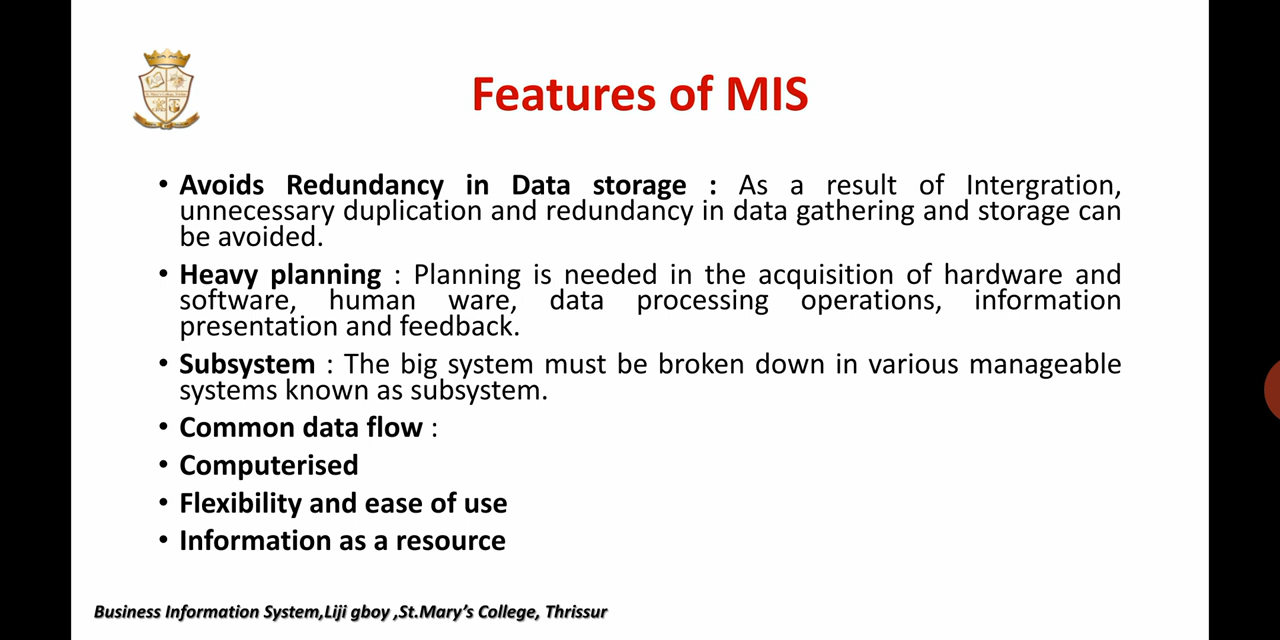 Features of MIS
• Avoids Redundancy in Data storage : As a result of Intergration,
unnecessary duplication and redundancy in data gathering and storage can
be avoided.
• Heavy planning : Planning is needed in the acquisition of hardware and
software, human ware, data processing operations, information
presentation and feedback.
• Subsystem : The big system must be broken down in various manageable
systems known as subsystem.
• Common data flow :
• Computerised
• Flexibility and ease of use
• Information as a resource
Business Information System,Liji gboy ,St.Mary’s College, Thrissur